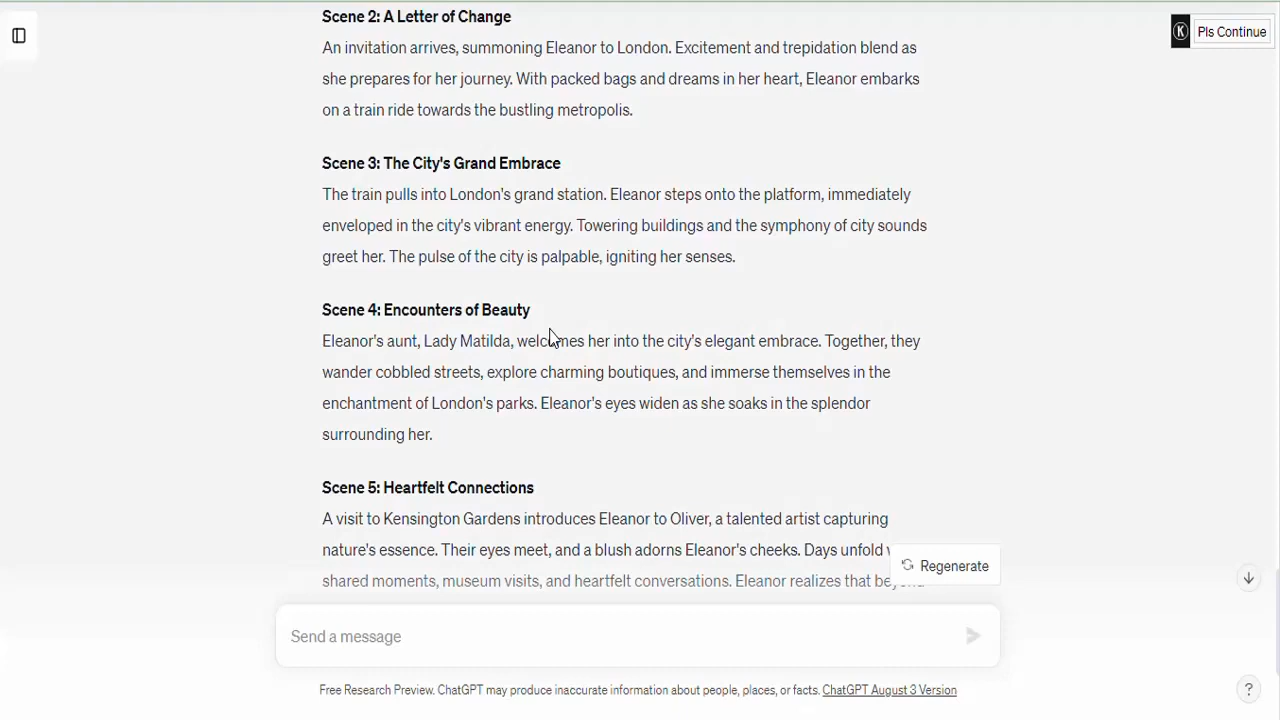 Scene 2: A Letter of Change
An invitation arrives, summoning Eleanor to London. Excitement and trepidation blend as
she prepares for her journey. With packed bags and dreams in her heart, Eleanor embarks
on a train ride towards the bustling metropolis.
Pls Continue
Scene 3: The City's Grand Embrace
The train pulls into London's grand station. Eleanor steps onto the platform, immediately
enveloped in the city's vibrant energy. Towering buildings and the symphony of city sounds
greet her. The pulse of the city is palpable, igniting her senses.
Scene 4: Encounters of Beauty
Eleanor's aunt, Lady Matilda, welcomes her into the city's elegant embrace. Together, they
wander cobbled streets, explore charming boutiques, and immerse themselves in the
enchantment of London's parks. Eleanor's eyes widen as she soaks in the splendor
surrounding her.
Scene 5: Heartfelt Connections
A visit to Kensington Gardens introduces Eleanor to Oliver, a talented artist capturing
nature's essence. Their eyes meet, and a blush adorns Eleanor's cheeks. Days unfold
shared moments, museum visits, and heartfelt conversations. Eleanor realizes that beyond
Regenerate
Send a message
Free Research Preview. ChatGPT may produce inaccurate information about people, places, or facts. ChatGPT August 3 Version
?